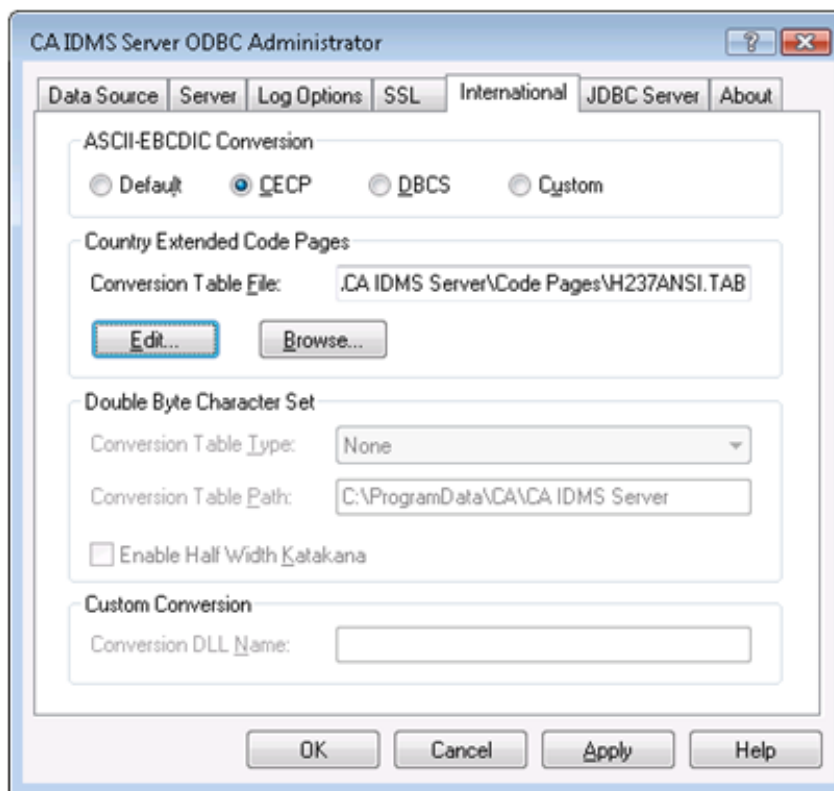 CA IDMS Server ODBC Administrator
Data Source Server Log Options SSL International JDBC Server About
ASCII-EBCDIC Conversion
Default CECP DBCS Custom
Country Extended Code Pages
Conversion Table File: .CA IDMS Server\Code Pages\H237ANSI.TAB
Edit... Browse...
Double Byte Character Set
Conversion Table Type: None
Conversion Table Path: C:\ProgramData\CA\CA IDMS Server
Enable Half Width Katakana
Custom Conversion
Conversion DLL Name:
OK Cancel Apply Help